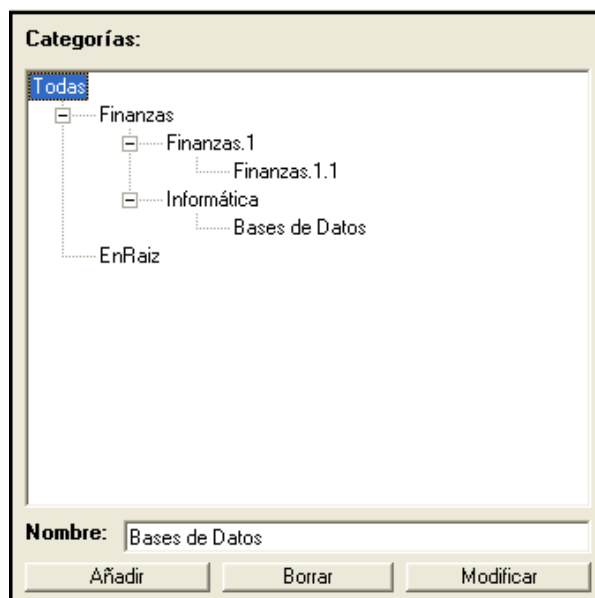 Categorías:
Todas
Finanzas
Finanzas.1
Finanzas.1.1
Informática
Bases de Datos
EnRaiz
Nombre: Bases de Datos
Añadir Borrar Modificar